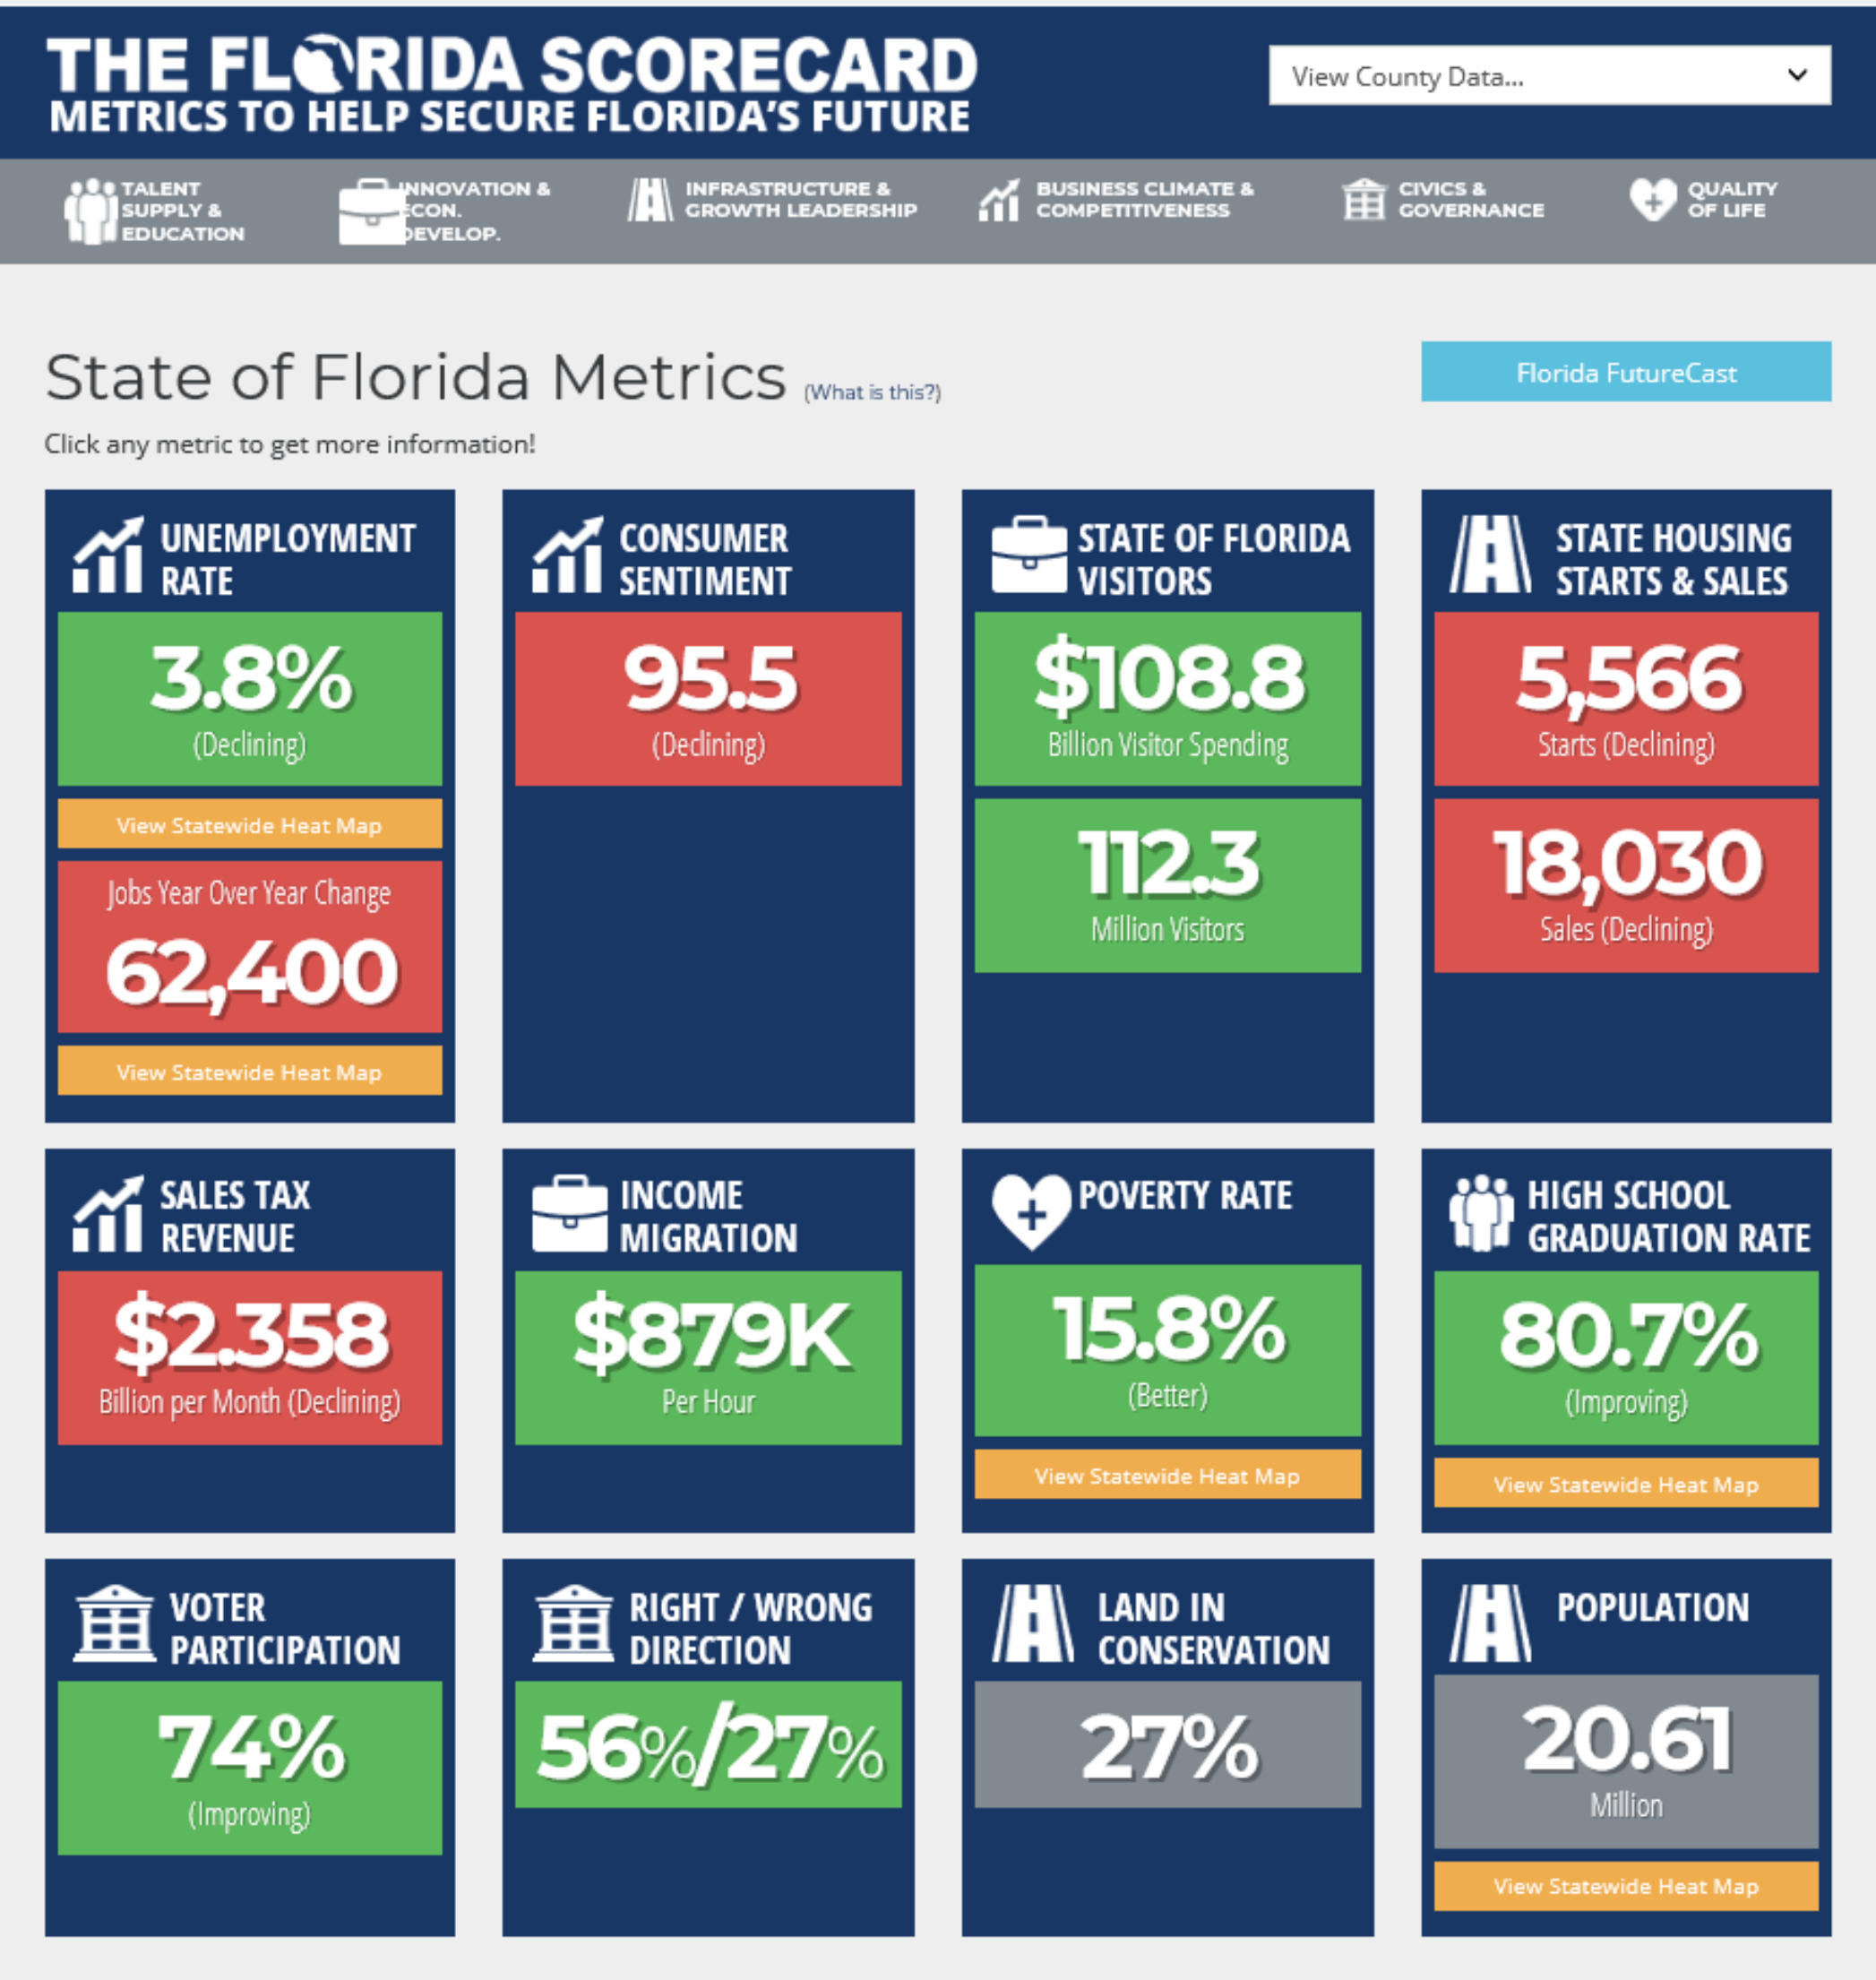 THE FLORIDA SCORECARD
METRICS TO HELP SECURE FLORIDA'S FUTURE
View County Data...
TALENT
SUPPLY &
EDUCATION
INNOVATION &
ECON.
DEVELOP.
INFRASTRUCTURE &
GROWTH LEADERSHIP
BUSINESS CLIMATE &
COMPETITIVENESS
CIVICS &
GOVERNANCE
QUALITY
OF LIFE
State of Florida Metrics (What is this?)
Florida FutureCast
Click any metric to get more information!
UNEMPLOYMENT
RATE
3.8%
(Declining)
View Statewide Heat Map
Jobs Year Over Year Change
62,400
View Statewide Heat Map
CONSUMER
SENTIMENT
95.5
(Declining)
STATE OF FLORIDA
VISITORS
$108.8
Billion Visitor Spending
112.3
Million Visitors
STATE HOUSING
STARTS & SALES
5,566
Starts (Declining)
18,030
Sales (Declining)
SALES TAX
REVENUE
$2.358
Billion per Month (Declining)
INCOME
MIGRATION
$879K
Per Hour
POVERTY RATE
15.8%
(Better)
View Statewide Heat Map
HIGH SCHOOL
GRADUATION RATE
80.7%
(Improving)
View Statewide Heat Map
VOTER
PARTICIPATION
74%
(Improving)
RIGHT / WRONG
DIRECTION
56%/27%
LAND IN
CONSERVATION
27%
POPULATION
20.61
Million
View Statewide Heat Map